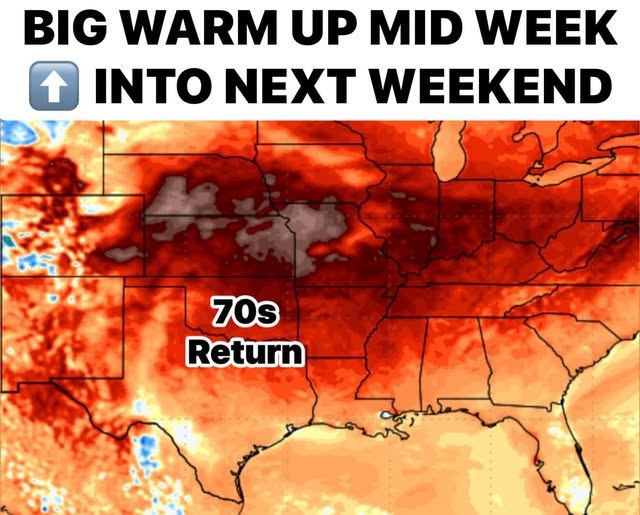 BIG WARM UP MID WEEK
⬆️ INTO NEXT WEEKEND
70s
Return